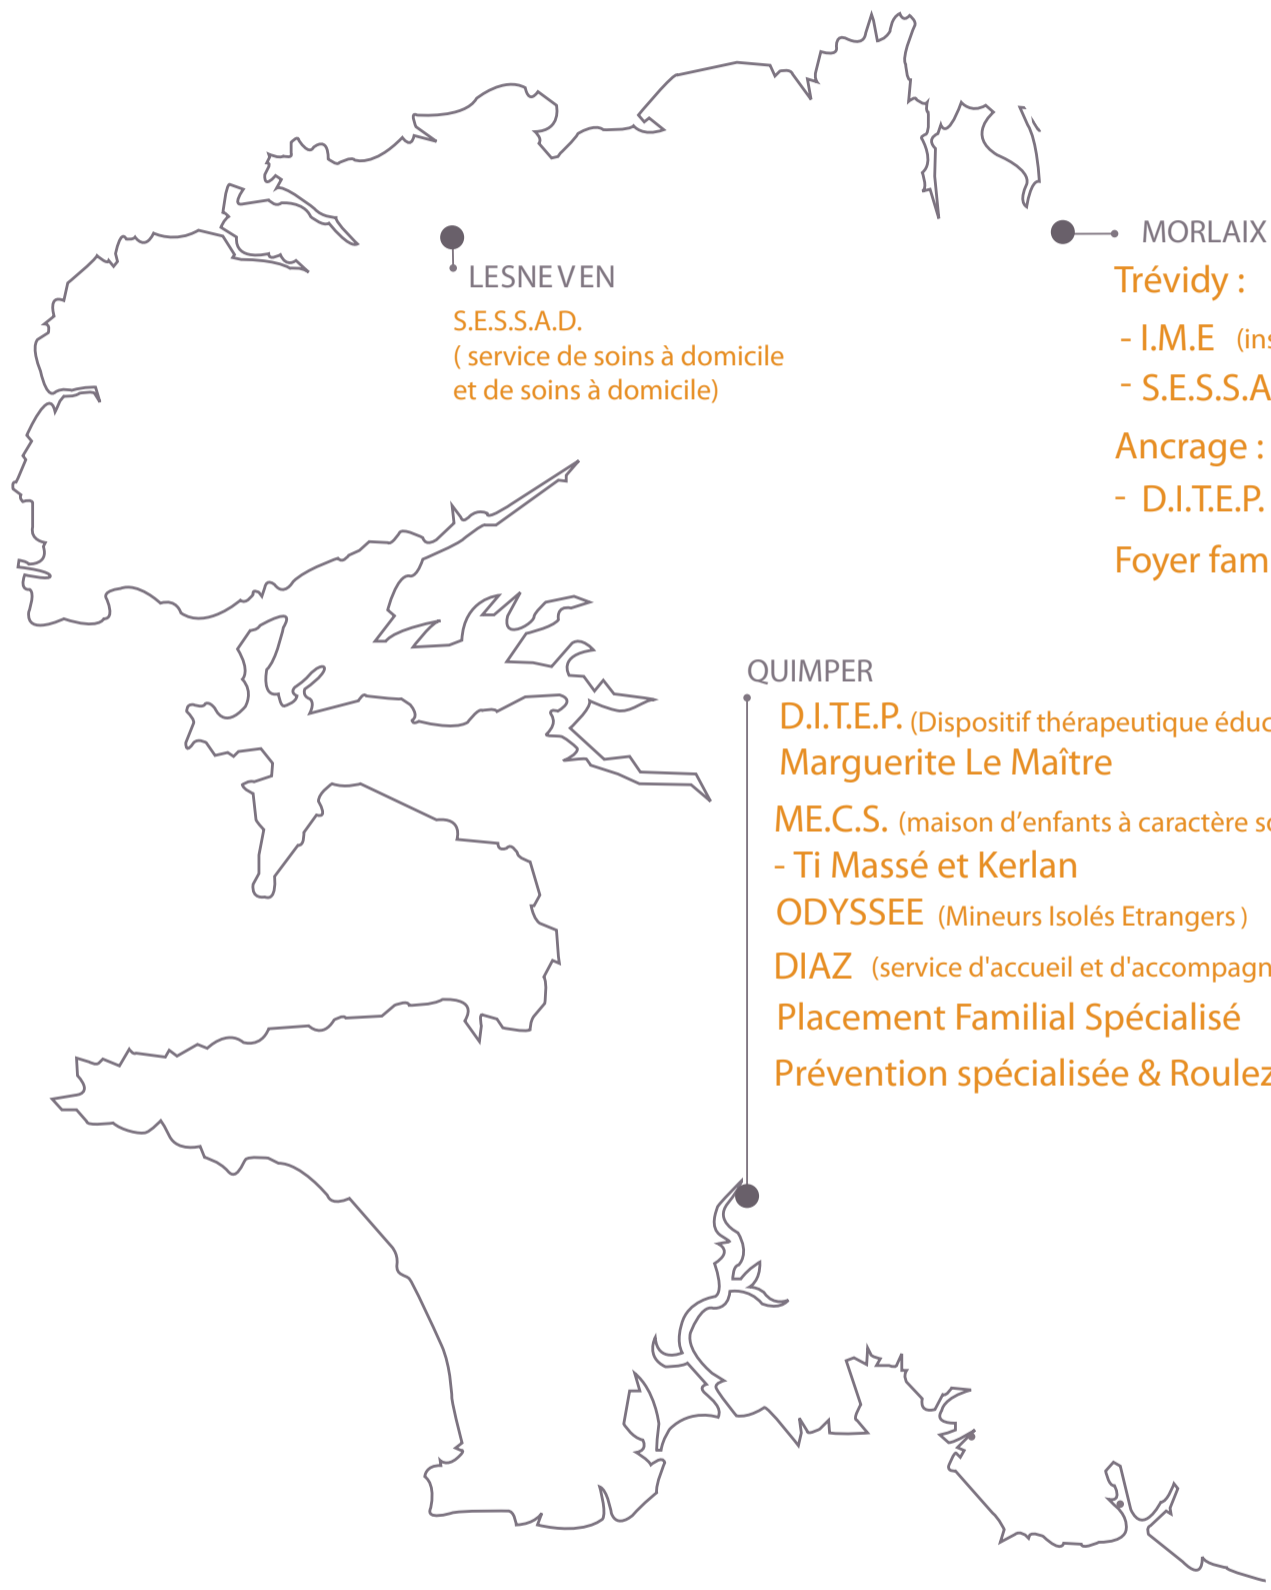 LESNEVEN
S.E.S.S.A.D.
( service de soins à domicile
et de soins à domicile)
MORLAIX
Trévidy :
- I.M.E (ins
- S.E.S.S.A
Ancrage :
- D.I.T.E.P.
Foyer fam
QUIMPER
D.I.T.E.P. (Dispositif thérapeutique éduc
Marguerite Le Maître
ME.C.S. (maison d’enfants à caractère so
- Ti Massé et Kerlan
ODYSSEE (Mineurs Isolés Etrangers )
DIAZ (service d'accueil et d'accompagn
Placement Familial Spécialisé
Prévention spécialisée & Roulez